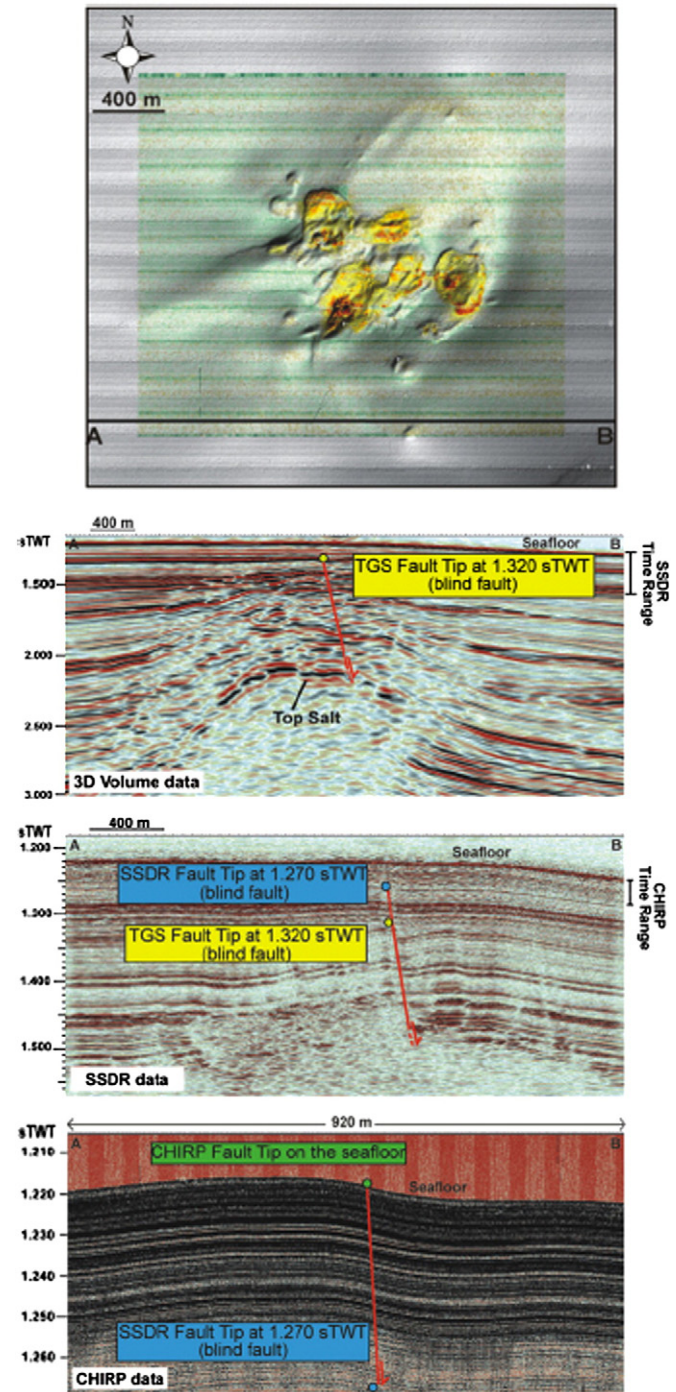 N
400 m
A B
400 m
sTWT A Seafloor B
TGS Fault Tip at 1.320 sTWT
(blind fault)
SSDR
Time Range
1.500
2.000
2.500
3.000
Top Salt
3D Volume data
sTWT 400 m
1.200 A Seafloor B
SSDR Fault Tip at 1.270 sTWT
(blind fault)
CHIRP
Time Range
1.300
TGS Fault Tip at 1.320 sTWT
(blind fault)
1.400
1.500
SSDR data
920 m
sTWT A B
1.210
CHIRP Fault Tip on the seafloor
Seafloor
1.220
1.230
1.240
1.250
SSDR Fault Tip at 1.270 sTWT
(blind fault)
1.260
CHIRP data